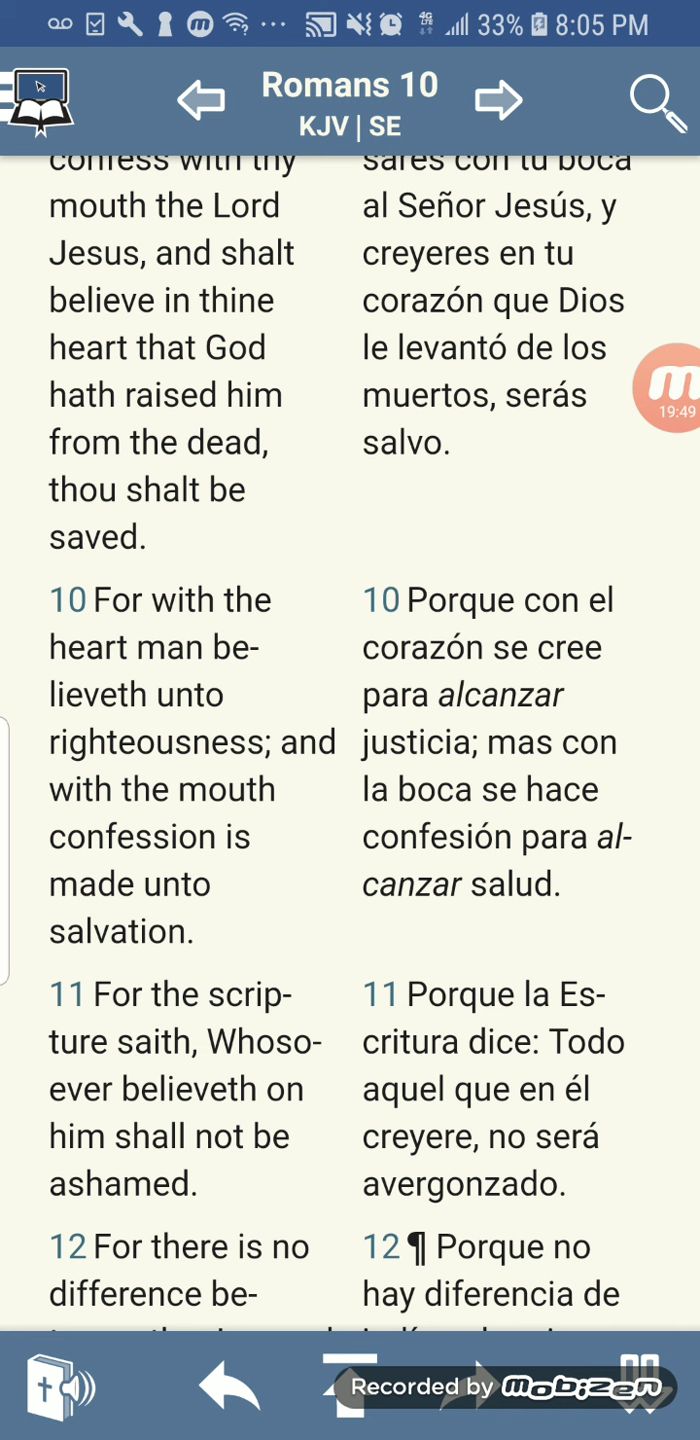 33% 8:05 PM
Romans 10
KJV | SE
confess with thy
mouth the Lord
Jesus, and shalt
believe in thine
heart that God
hath raised him
from the dead,
thou shalt be
saved.
10 For with the
heart man be-
lieveth unto
righteousness; and
with the mouth
confession is
made unto
salvation.
11 For the scrip-
ture saith, Whoso-
ever believeth on
him shall not be
ashamed.
12 For there is no
difference be-
sares con tu boca
al Señor Jesús, y
creyeres en tu
corazón que Dios
le levantó de los
muertos, serás
salvo.
10 Porque con el
corazón se cree
para alcanzar
justicia; mas con
la boca se hace
confesión para al-
canzar salud.
11 Porque la Es-
critura dice: Todo
aquel que en él
creyere, no será
avergonzado.
12 ¶ Porque no
hay diferencia de
19:49
Recorded by Mobizen